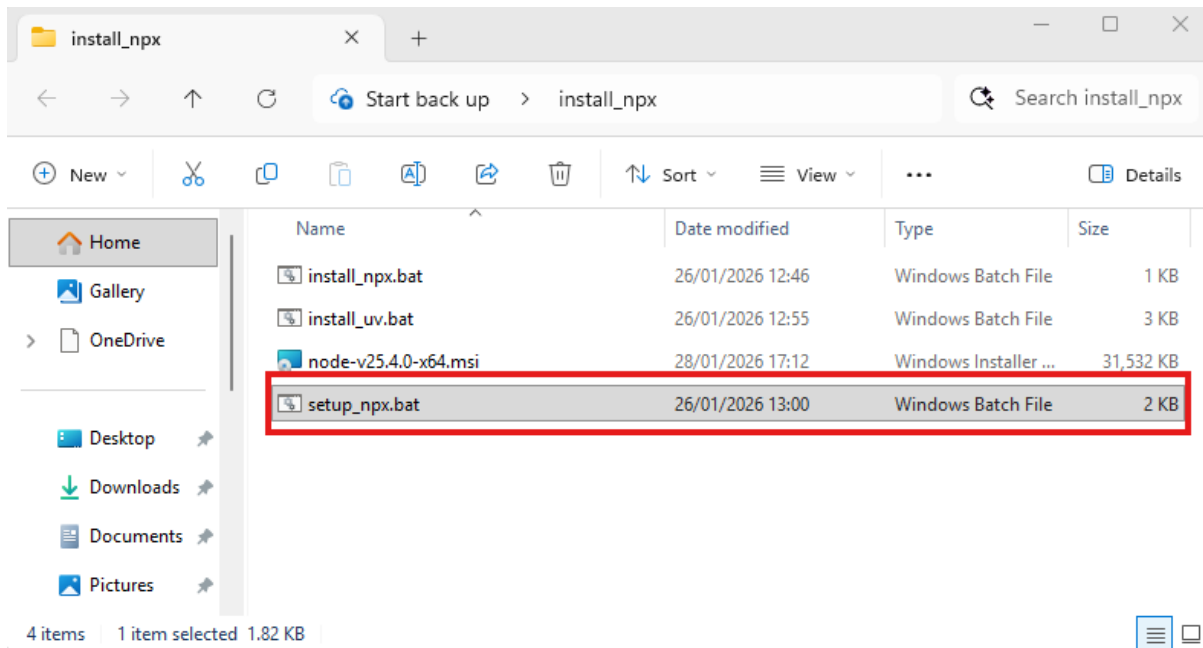 install_npx
Start back up > install_npx
Search install_npx
New
Sort
View
Details
Home
Gallery
OneDrive
Desktop
Downloads
Documents
Pictures
Name Date modified Type Size
install_npx.bat 26/01/2026 12:46 Windows Batch File 1 KB
install_uv.bat 26/01/2026 12:55 Windows Batch File 3 KB
node-v25.4.0-x64.msi 28/01/2026 17:12 Windows Installer ... 31,532 KB
setup_npx.bat 26/01/2026 13:00 Windows Batch File 2 KB
4 items 1 item selected 1.82 KB